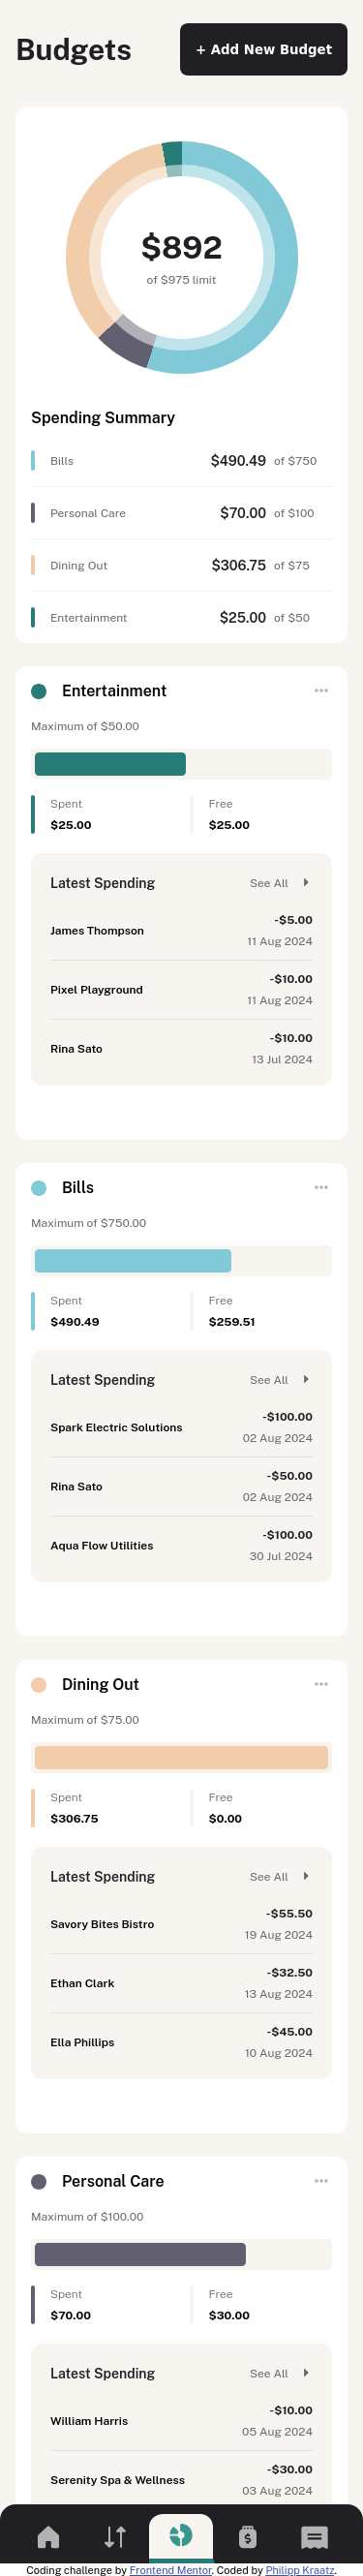 Budgets
+ Add New Budget
$892
of $975 limit
Spending Summary
Bills $490.49 of $750
Personal Care $70.00 of $100
Dining Out $306.75 of $75
Entertainment $25.00 of $50
Entertainment
Maximum of $50.00
Spent Free
$25.00 $25.00
Latest Spending See All
-$5.00
James Thompson
11 Aug 2024
-$10.00
Pixel Playground
11 Aug 2024
-$10.00
Rina Sato
13 Jul 2024
Bills
Maximum of $750.00
Spent Free
$490.49 $259.51
Latest Spending See All
-$100.00
Spark Electric Solutions
02 Aug 2024
-$50.00
Rina Sato
02 Aug 2024
-$100.00
Aqua Flow Utilities
30 Jul 2024
Dining Out
Maximum of $75.00
Spent Free
$306.75 $0.00
Latest Spending See All
-$55.50
Savory Bites Bistro
19 Aug 2024
-$32.50
Ethan Clark
13 Aug 2024
-$45.00
Ella Phillips
10 Aug 2024
Personal Care
Maximum of $100.00
Spent Free
$70.00 $30.00
Latest Spending See All
-$10.00
William Harris
05 Aug 2024
-$30.00
Serenity Spa & Wellness
03 Aug 2024
Coding challenge by Frontend Mentor. Coded by Philipp Kraatz.